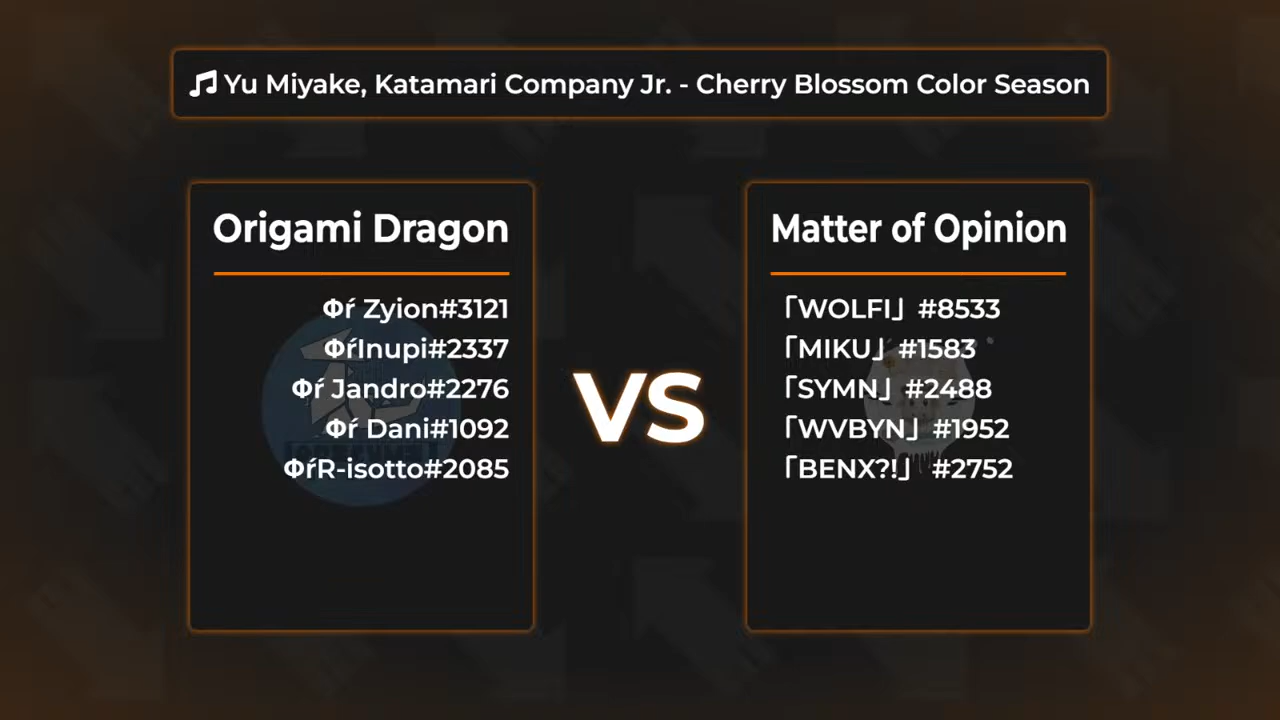 Yu Miyake, Katamari Company Jr. - Cherry Blossom Color Season
Origami Dragon
Φŕ Zyion#3121
ΦŕInupi#2337
Φŕ Jandro#2276
Φŕ Dani#1092
ΦŕR-isotto#2085
VS
Matter of Opinion
「WOLFI」 #8533
「MIKU」 #1583
「SYMN」 #2488
「WVBYN」 #1952
「BENX?!」 #2752